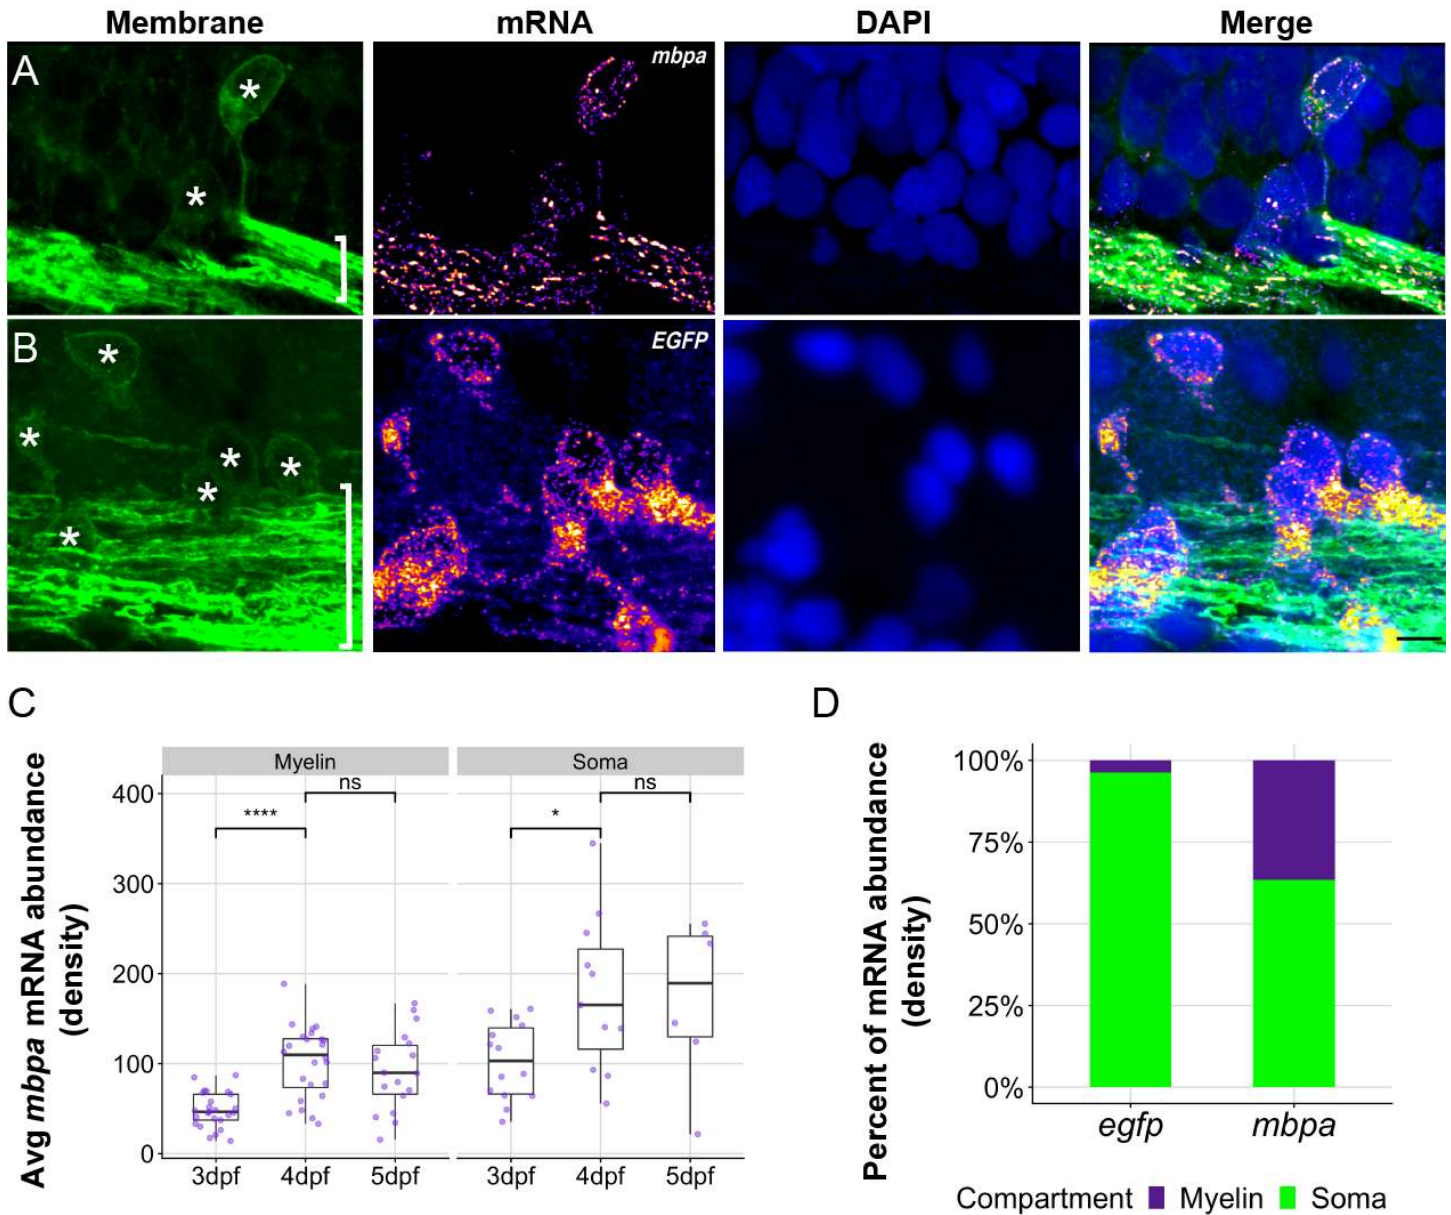 Membrane mRNA DAPI Merge
A * * mbpa
B * * * * * * EGFP
C D
Avg mbpa mRNA abundance
(density)
Myelin Soma
**** ns * ns
400
300
200
100
0
3dpf 4dpf 5dpf 3dpf 4dpf 5dpf
Percent of mRNA abundance
(density)
100%
75%
50%
25%
0%
egfp mbpa
Compartment Myelin Soma